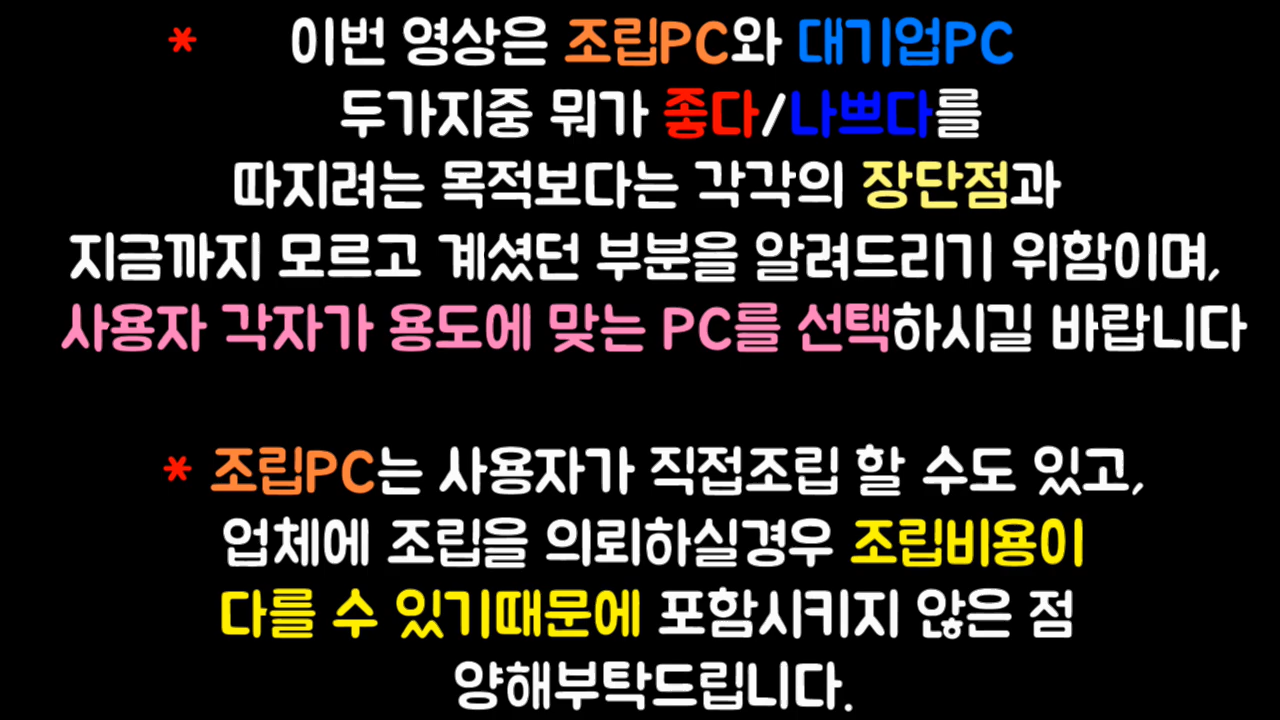 * 이번 영상은 조립PC와 대기업PC
두가지중 뭐가 좋다/나쁘다를
따지려는 목적보다는 각각의 장단점과
지금까지 모르고 계셨던 부분을 알려드리기 위함이며,
사용자 각자가 용도에 맞는 PC를 선택하시길 바랍니다
* 조립PC는 사용자가 직접조립 할 수도 있고,
업체에 조립을 의뢰하실경우 조립비용이
다를 수 있기때문에 포함시키지 않은 점
양해부탁드립니다.